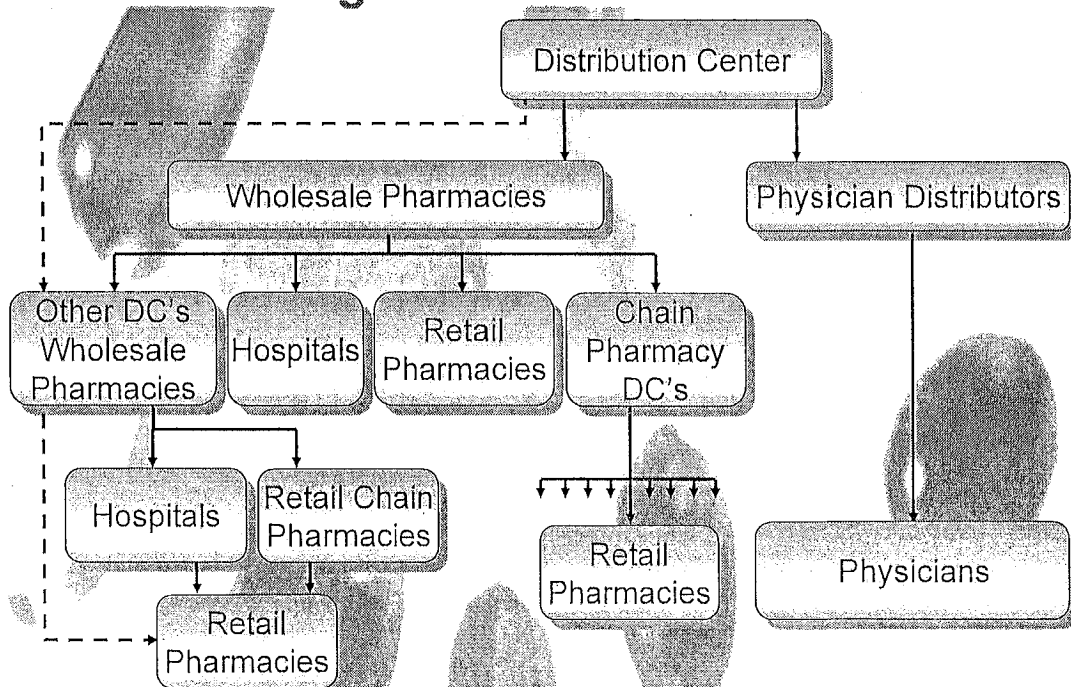 Distribution Center
Wholesale Pharmacies
Physician Distributors
Other DC's
Wholesale
Pharmacies
Hospitals
Retail
Pharmacies
Chain
Pharmacy
DC's
Hospitals
Retail Chain
Pharmacies
Retail
Pharmacies
Physicians
Retail
Pharmacies